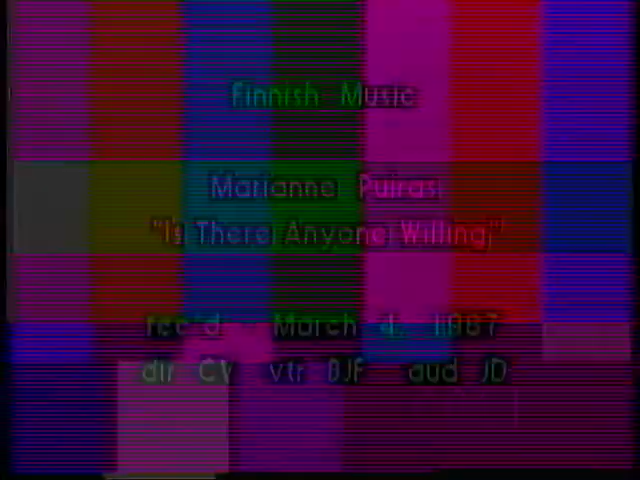 Finnish Music
Marianne Puirasi
"Is There Anyone Willing"
rec'd - March 4, 1987
dir CV vtr BJF aud JD